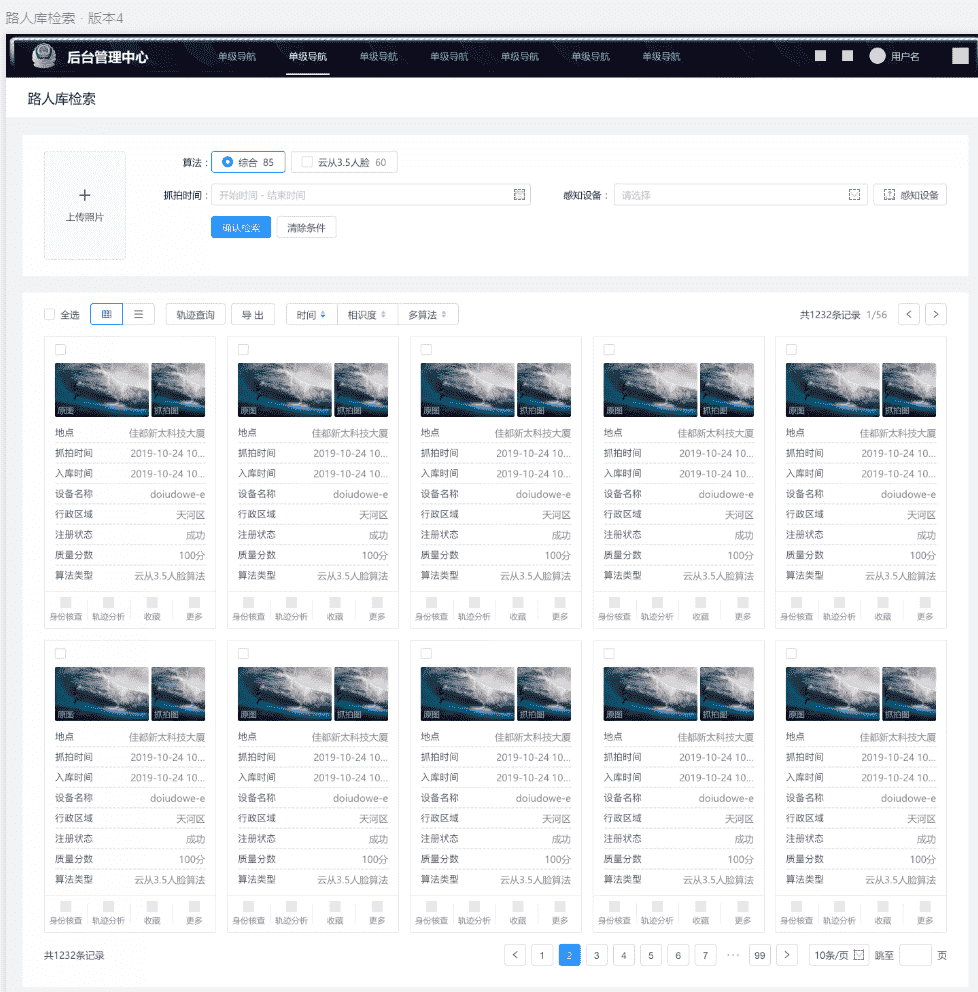 路人库检索 · 版本4
后台管理中心 单级导航 单级导航 单级导航 单级导航 单级导航 单级导航 单级导航 用户名
路人库检索
算法： 综合 85 云从3.5人脸 60
上传照片
抓拍时间： 开始时间 - 结束时间 感知设备： 请选择 感知设备
确认检索 清除条件
全选 轨迹查询 导 出 时间 相识度 多算法 共1232条记录 1/56
原图 抓拍图 原图 抓拍图 原图 抓拍图 原图 抓拍图 原图 抓拍图
地点 佳都新太科技大厦 地点 佳都新太科技大厦 地点 佳都新太科技大厦 地点 佳都新太科技大厦 地点 佳都新太科技大厦
抓拍时间 2019-10-24 10... 抓拍时间 2019-10-24 10... 抓拍时间 2019-10-24 10... 抓拍时间 2019-10-24 10... 抓拍时间 2019-10-24 10...
入库时间 2019-10-24 10... 入库时间 2019-10-24 10... 入库时间 2019-10-24 10... 入库时间 2019-10-24 10... 入库时间 2019-10-24 10...
设备名称 doiudowe-e 设备名称 doiudowe-e 设备名称 doiudowe-e 设备名称 doiudowe-e 设备名称 doiudowe-e
行政区域 天河区 行政区域 天河区 行政区域 天河区 行政区域 天河区 行政区域 天河区
注册状态 成功 注册状态 成功 注册状态 成功 注册状态 成功 注册状态 成功
质量分数 100分 质量分数 100分 质量分数 100分 质量分数 100分 质量分数 100分
算法类型 云从3.5人脸算法 算法类型 云从3.5人脸算法 算法类型 云从3.5人脸算法 算法类型 云从3.5人脸算法 算法类型 云从3.5人脸算法
身份核查 轨迹分析 收藏 更多 身份核查 轨迹分析 收藏 更多 身份核查 轨迹分析 收藏 更多 身份核查 轨迹分析 收藏 更多 身份核查 轨迹分析 收藏 更多
原图 抓拍图 原图 抓拍图 原图 抓拍图 原图 抓拍图 原图 抓拍图
地点 佳都新太科技大厦 地点 佳都新太科技大厦 地点 佳都新太科技大厦 地点 佳都新太科技大厦 地点 佳都新太科技大厦
抓拍时间 2019-10-24 10... 抓拍时间 2019-10-24 10... 抓拍时间 2019-10-24 10... 抓拍时间 2019-10-24 10... 抓拍时间 2019-10-24 10...
入库时间 2019-10-24 10... 入库时间 2019-10-24 10... 入库时间 2019-10-24 10... 入库时间 2019-10-24 10... 入库时间 2019-10-24 10...
设备名称 doiudowe-e 设备名称 doiudowe-e 设备名称 doiudowe-e 设备名称 doiudowe-e 设备名称 doiudowe-e
行政区域 天河区 行政区域 天河区 行政区域 天河区 行政区域 天河区 行政区域 天河区
注册状态 成功 注册状态 成功 注册状态 成功 注册状态 成功 注册状态 成功
质量分数 100分 质量分数 100分 质量分数 100分 质量分数 100分 质量分数 100分
算法类型 云从3.5人脸算法 算法类型 云从3.5人脸算法 算法类型 云从3.5人脸算法 算法类型 云从3.5人脸算法 算法类型 云从3.5人脸算法
身份核查 轨迹分析 收藏 更多 身份核查 轨迹分析 收藏 更多 身份核查 轨迹分析 收藏 更多 身份核查 轨迹分析 收藏 更多 身份核查 轨迹分析 收藏 更多
共1232条记录 1 2 3 4 5 6 7 ··· 99 10条/页 跳至 页